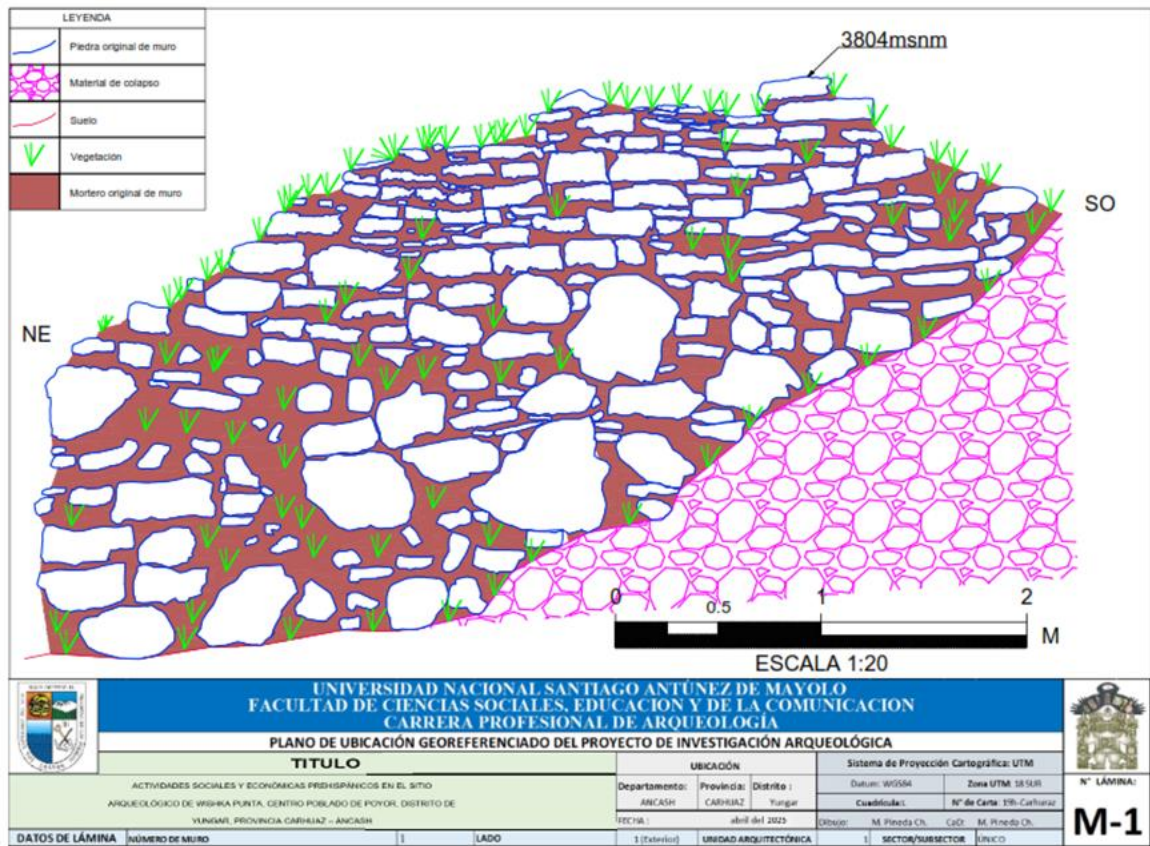 LEYENDA
Piedra original de muro
Material de colapso
Suelo
Vegetación
Mortero original de muro
3804msnm
SO
NE
0
0.5
1
2
M
ESCALA 1:20
UNIVERSIDAD NACIONAL SANTIAGO ANTÚNEZ DE MAYOLO
FACULTAD DE CIENCIAS SOCIALES, EDUCACION Y DE LA COMUNICACION
CARRERA PROFESIONAL DE ARQUEOLOGÍA
PLANO DE UBICACIÓN GEOREFERENCIADO DEL PROYECTO DE INVESTIGACIÓN ARQUEOLÓGICA
TITULO
ACTIVIDADES SOCIALES Y ECONÓMICAS PREHISPÁNICOS EN EL SITIO
ARQUEOLÓGICO DE WISHKA PUNTA, CENTRO POBLADO DE POYOR, DISTRITO DE
YUNGAR, PROVINCIA CARHUAZ – ANCASH
UBICACIÓN
Departamento: Provincia: Distrito :
ANCASH CARHUAZ Yungar
FECHA : abril del 2025
Sistema de Proyección Cartográfica: UTM
Datum: WGS84 Zona UTM: 18 SUR
Cuadrícula: N° de Carta: 19h-Carhuaz
Dibujo: M. Pineda Ch. CaD: M. Pineda Ch.
N° LÁMINA:
M-1
DATOS DE LÁMINA NÚMERO DE MURO 1 LADO 1 (Exterior) UNIDAD ARQUITECTÓNICA 1 SECTOR/SUBSECTOR ÚNICO